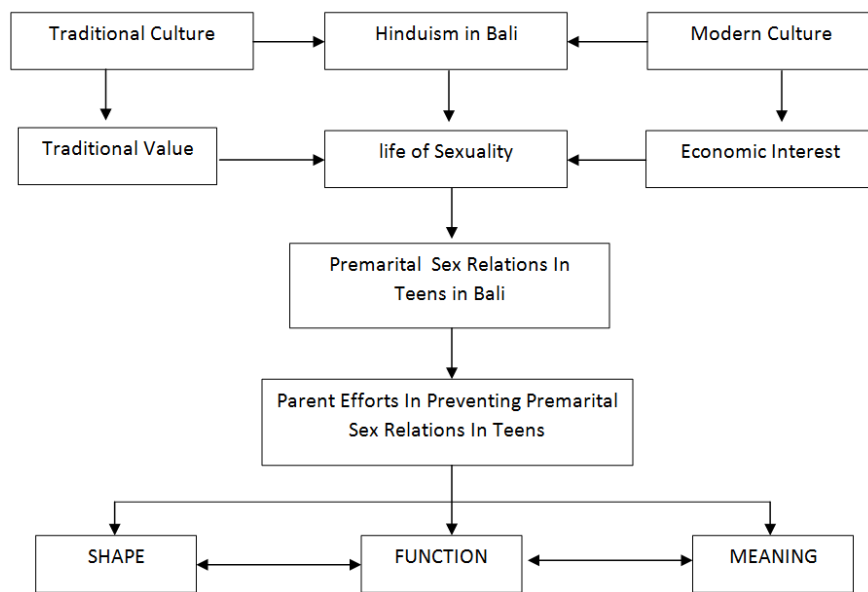 Traditional Culture
Hinduism in Bali
Modern Culture
Traditional Value
life of Sexuality
Economic Interest
Premarital Sex Relations In
Teens in Bali
Parent Efforts In Preventing Premarital
Sex Relations In Teens
SHAPE
FUNCTION
MEANING